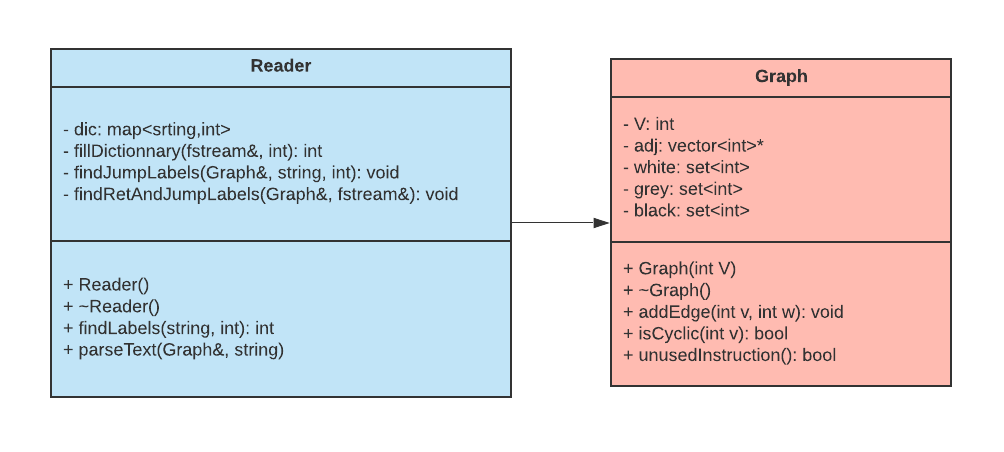 Reader
- dic: map<srting,int>
- fillDictionnary(fstream&, int): int
- findJumpLabels(Graph&, string, int): void
- findRetAndJumpLabels(Graph&, fstream&): void
+ Reader()
+ ~Reader()
+ findLabels(string, int): int
+ parseText(Graph&, string)
Graph
- V: int
- adj: vector<int>*
- white: set<int>
- grey: set<int>
- black: set<int>
+ Graph(int V)
+ ~Graph()
+ addEdge(int v, int w): void
+ isCyclic(int v): bool
+ unusedInstruction(): bool